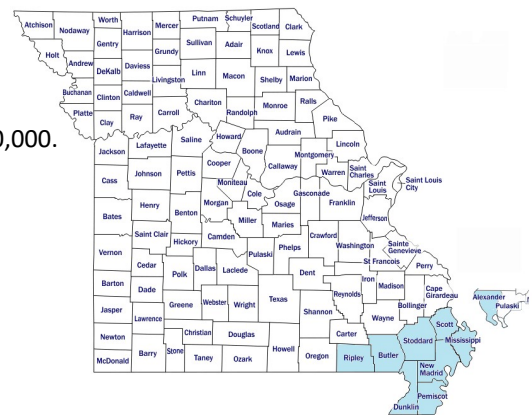 Atchison
Nodaway
Worth
Harrison
Mercer
Putnam
Schuyler
Scotland
Clark
Holt
Gentry
Grundy
Sullivan
Adair
Knox
Lewis
Andrew
DeKalb
Daviess
Livingston
Linn
Macon
Shelby
Marion
Buchanan
Clinton
Caldwell
Chariton
Randolph
Monroe
Ralls
Pike
Platte
Clay
Ray
Carroll
0,000.
Jackson
Lafayette
Saline
Howard
Boone
Audrain
Callaway
Montgomery
Lincoln
Warren
Saint
Charles
Saint
Louis
Saint Louis
City
Cass
Johnson
Pettis
Cooper
Moniteau
Cole
Osage
Gasconade
Franklin
Jefferson
Bates
Henry
Benton
Morgan
Miller
Maries
Crawford
Washington
Sainte
Genevieve
Saint Clair
Hickory
Camden
Pulaski
Phelps
St Francois
Perry
Vernon
Cedar
Polk
Dallas
Laclede
Dent
Iron
Madison
Cape
Girardeau
Barton
Dade
Greene
Webster
Wright
Texas
Shannon
Reynolds
Wayne
Bollinger
Alexander
Pulaski
Jasper
Lawrence
Christian
Douglas
Howell
Carter
Scott
Stoddard
Mississippi
Newton
McDonald
Barry
Stone
Taney
Ozark
Oregon
Ripley
Butler
New
Madrid
Pemiscot
Dunklin